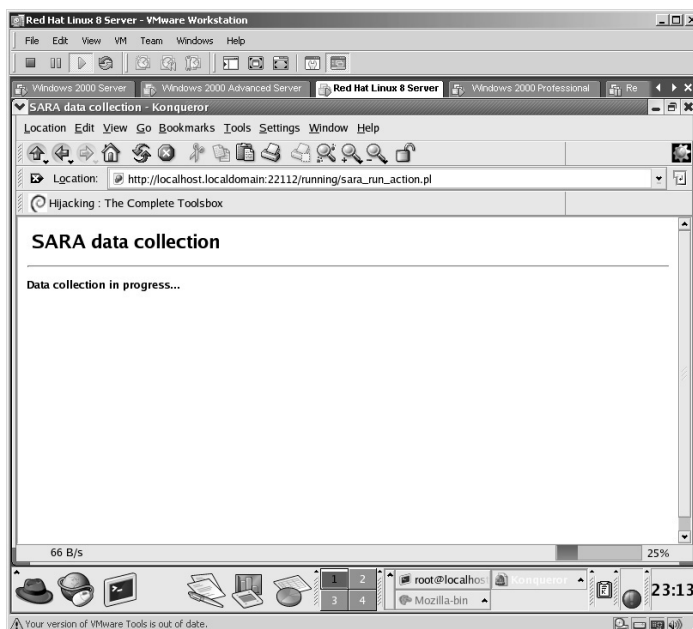 Red Hat Linux 8 Server - VMware Workstation
File Edit View VM Team Windows Help
Windows 2000 Server Windows 2000 Advanced Server Red Hat Linux 8 Server Windows 2000 Professional Re
SARA data collection - Konqueror
Location Edit View Go Bookmarks Tools Settings Window Help
Location: http://localhost.localdomain:22112/running/sara_run_action.pl
Hijacking : The Complete Toolsbox
SARA data collection
Data collection in progress...
66 B/s 25%
1 2 root@localhos Konqueror
3 4 Mozilla-bin
23:13
Your version of VMware Tools is out of date.